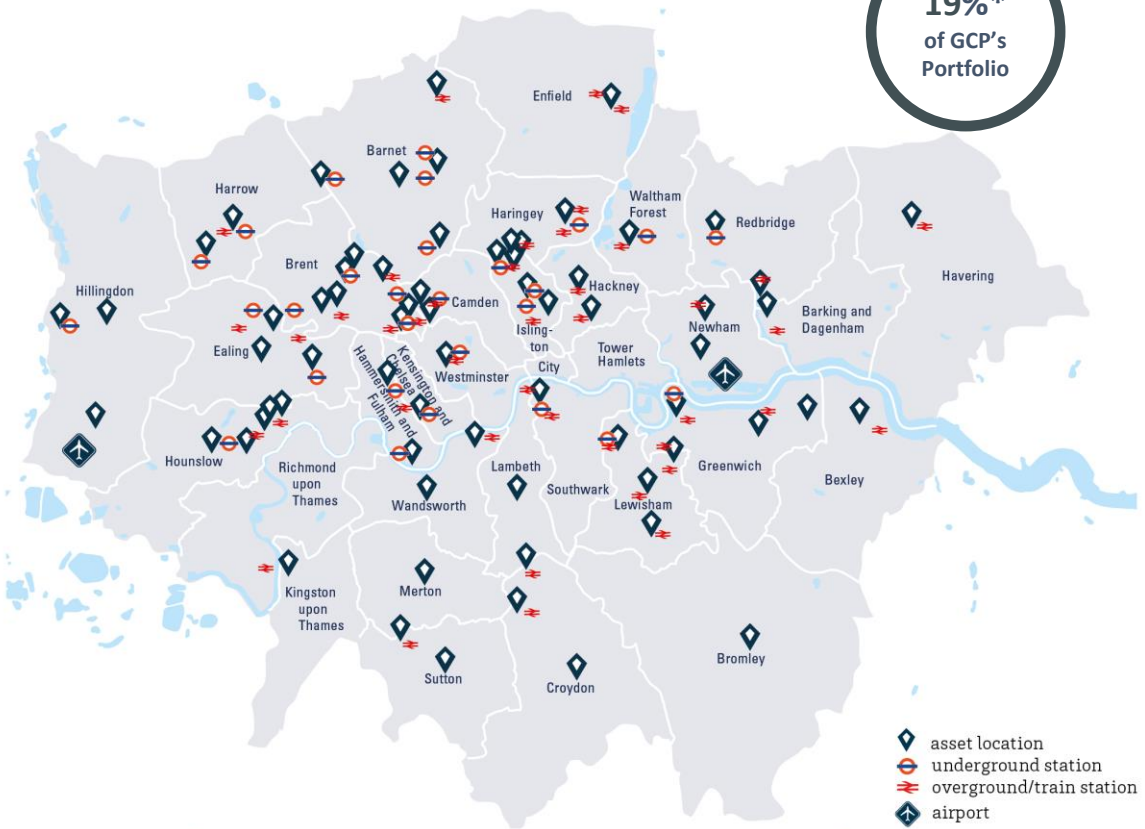 19%*
of GCP's
Portfolio
Enfield
Barnet
Harrow
Haringey
Waltham
Forest
Redbridge
Havering
Brent
Hillingdon
Camden
Hackney
Isling-
ton
Newham
Barking and
Dagenham
Ealing
Hammersmith and
Fulham
Kensington and
Chelsea
Westminster
City
Tower
Hamlets
Hounslow
Richmond
upon
Thames
Wandsworth
Lambeth
Southwark
Lewisham
Greenwich
Bexley
Kingston
upon
Thames
Merton
Sutton
Croydon
Bromley
asset location
underground station
overground/train station
airport